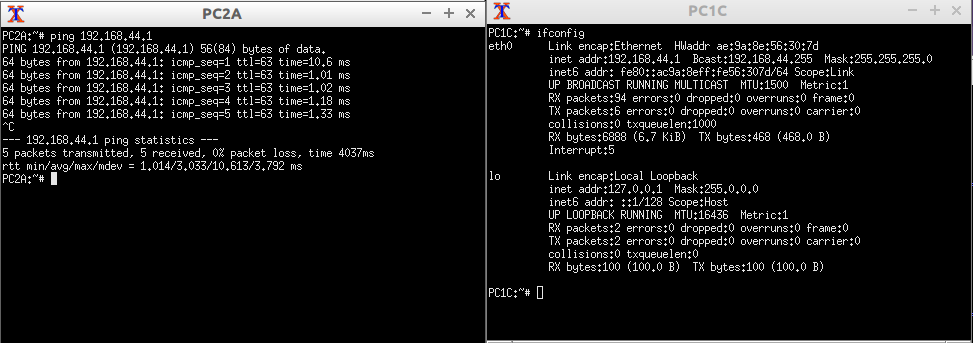 PC2A
PC2A:~# ping 192.168.44.1
PING 192.168.44.1 (192.168.44.1) 56(84) bytes of data.
64 bytes from 192.168.44.1: icmp_seq=1 ttl=63 time=10.6 ms
64 bytes from 192.168.44.1: icmp_seq=2 ttl=63 time=1.01 ms
64 bytes from 192.168.44.1: icmp_seq=3 ttl=63 time=1.02 ms
64 bytes from 192.168.44.1: icmp_seq=4 ttl=63 time=1.18 ms
64 bytes from 192.168.44.1: icmp_seq=5 ttl=63 time=1.33 ms
^C
--- 192.168.44.1 ping statistics ---
5 packets transmitted, 5 received, 0% packet loss, time 4037ms
rtt min/avg/max/mdev = 1.014/3.033/10.613/3.792 ms
PC2A:~#
PC1C
PC1C:~# ifconfig
eth0 Link encap:Ethernet HWaddr ae:9a:8e:56:30:7d
inet addr:192.168.44.1 Bcast:192.168.44.255 Mask:255.255.255.0
inet6 addr: fe80::ac9a:8eff:fe56:307d/64 Scope:Link
UP BROADCAST RUNNING MULTICAST MTU:1500 Metric:1
RX packets:94 errors:0 dropped:0 overruns:0 frame:0
TX packets:6 errors:0 dropped:0 overruns:0 carrier:0
collisions:0 txqueuelen:1000
RX bytes:6888 (6.7 KiB) TX bytes:468 (468.0 B)
Interrupt:5
lo Link encap:Local Loopback
inet addr:127.0.0.1 Mask:255.0.0.0
inet6 addr: ::1/128 Scope:Host
UP LOOPBACK RUNNING MTU:16436 Metric:1
RX packets:2 errors:0 dropped:0 overruns:0 frame:0
TX packets:2 errors:0 dropped:0 overruns:0 carrier:0
collisions:0 txqueuelen:0
RX bytes:100 (100.0 B) TX bytes:100 (100.0 B)
PC1C:~#